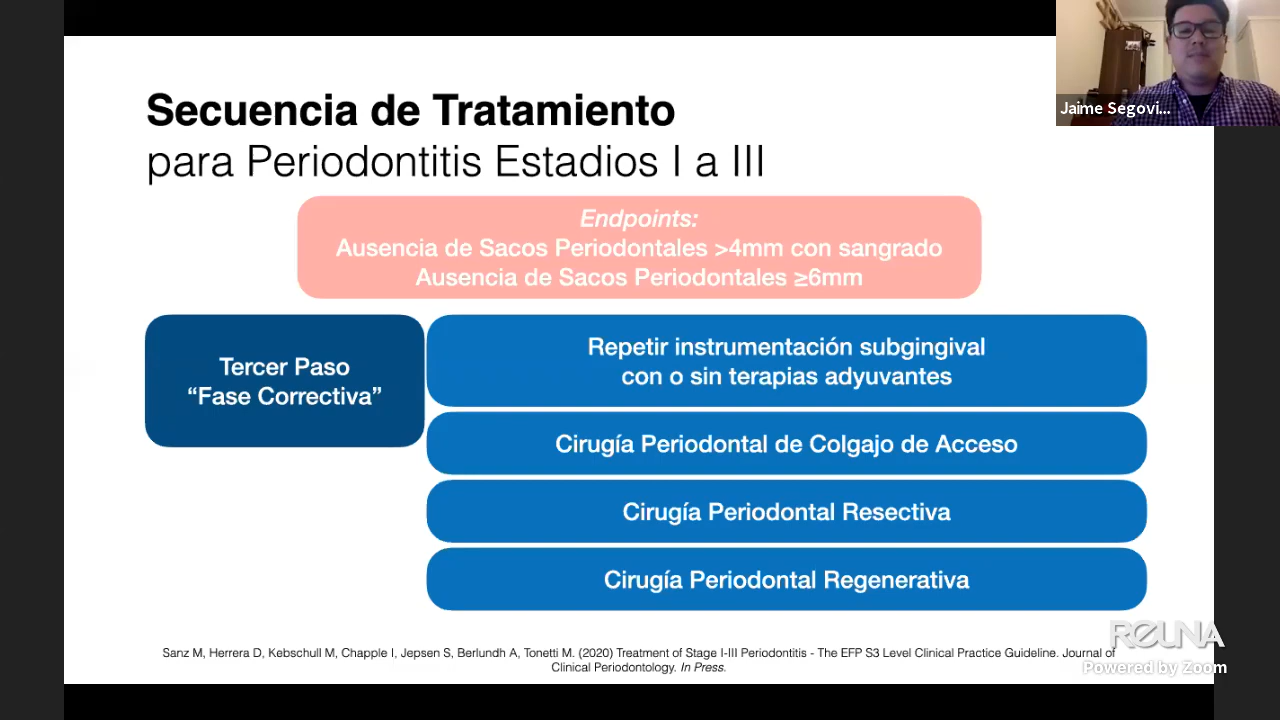 Jaime Segovi...
Secuencia de Tratamiento
para Periodontitis Estadios I a III
Endpoints:
Ausencia de Sacos Periodontales >4mm con sangrado
Ausencia de Sacos Periodontales ≥6mm
Tercer Paso
“Fase Correctiva”
Repetir instrumentación subgingival
con o sin terapias adyuvantes
Cirugía Periodontal de Colgajo de Acceso
Cirugía Periodontal Resectiva
Cirugía Periodontal Regenerativa
Sanz M, Herrera D, Kebschull M, Chapple I, Jepsen S, Berlundh A, Tonetti M. (2020) Treatment of Stage I-III Periodontitis - The EFP S3 Level Clinical Practice Guideline. Journal of
Clinical Periodontology. In Press.
REUNA
Powered by Zoom